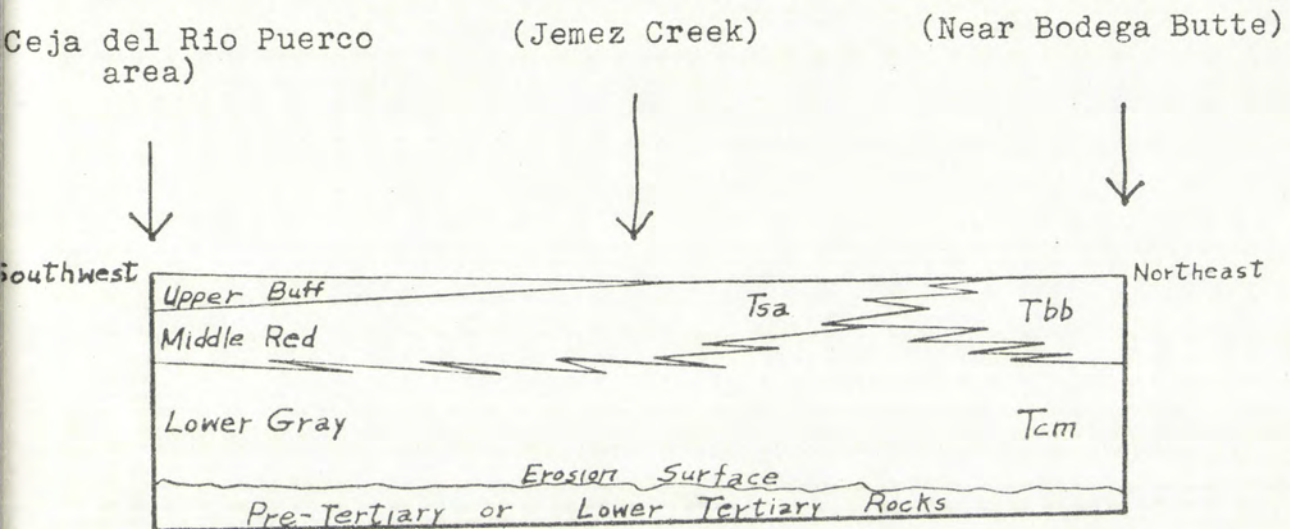 Ceja del Rio Puerco
area)
(Jemez Creek)
(Near Bodega Butte)
Southwest
Northeast
Upper Buff
Tsa
Tbb
Middle Red
Lower Gray
Tcm
Erosion Surface
Pre-Tertiary or Lower Tertiary Rocks